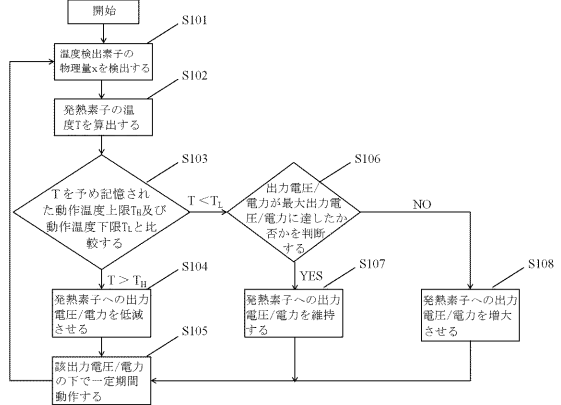 開始
S101
温度検出素子の
物理量xを検出する
S102
発熱素子の温
度Tを算出する
S103
Tを予め記憶され
た動作温度上限TH及び
動作温度下限TLと比
較する
T＜TL
S106
出力電圧/
電力が最大出力電
圧/電力に達したか
否かを判断
する
NO
YES
T＞TH
S104
発熱素子への出力
電圧/電力を低減
させる
S107
発熱素子への出力
電圧/電力を維持
する
S108
発熱素子への出力
電圧/電力を増大
させる
S105
該出力電圧/電力
の下で一定期間
動作する